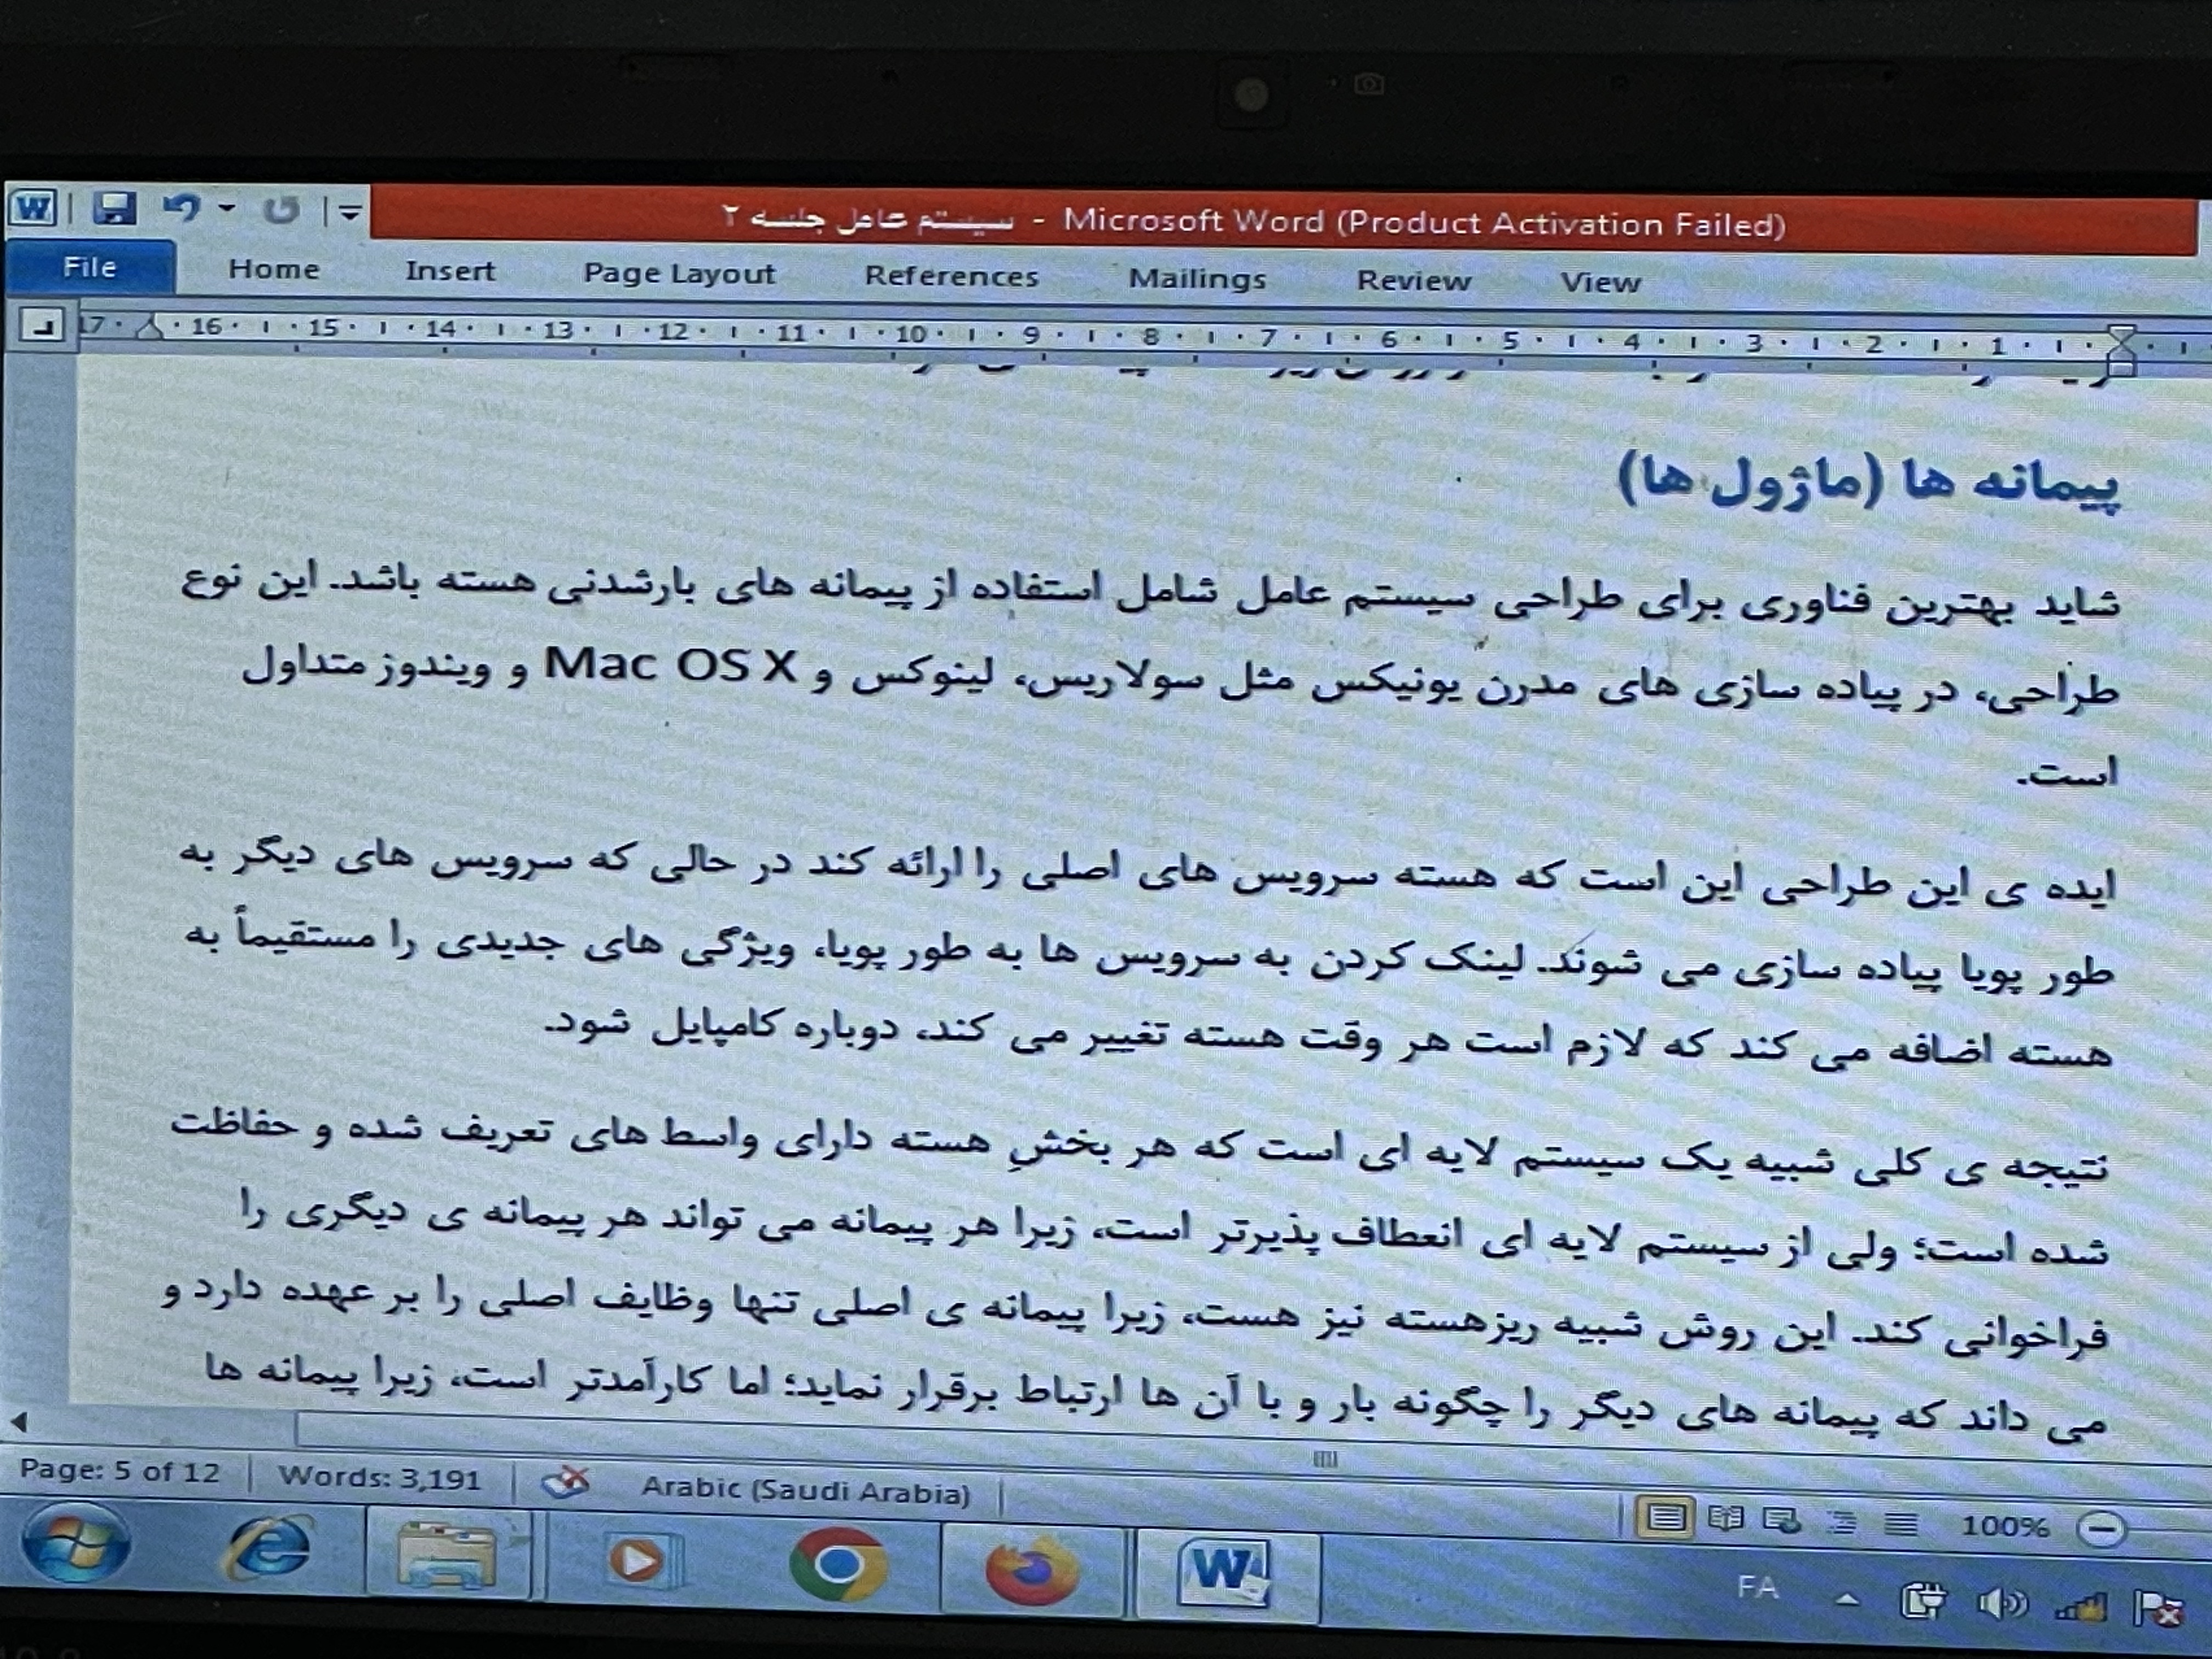 سیستم عامل جلسه ۲ - Microsoft Word (Product Activation Failed)
File Home Insert Page Layout References Mailings Review View
17 16 15 14 13 12 11 10 9 8 7 6 5 4 3 2 1
پیمانه ها (ماژول ها)
شاید بهترین فناوری برای طراحی سیستم عامل شامل استفاده از پیمانه های بارشدنی هسته باشد. این نوع
طراحی، در پیاده سازی های مدرن یونیکس مثل سولاریس، لینوکس و Mac OS X و ویندوز متداول
است.
ایده ی این طراحی این است که هسته سرویس های اصلی را ارائه کند در حالی که سرویس های دیگر به
طور پویا پیاده سازی می شوند. لینک کردن به سرویس ها به طور پویا، ویژگی های جدیدی را مستقیماً به
هسته اضافه می کند که لازم است هر وقت هسته تغییر می کند، دوباره کامپایل شود.
نتیجه ی کلی شبیه یک سیستم لایه ای است که هر بخشِ هسته دارای واسط های تعریف شده و حفاظت
شده است؛ ولی از سیستم لایه ای انعطاف پذیرتر است، زیرا هر پیمانه می تواند هر پیمانه ی دیگری را
فراخوانی کند. این روش شبیه ریزهسته نیز هست، زیرا پیمانه ی اصلی تنها وظایف اصلی را بر عهده دارد و
می داند که پیمانه های دیگر را چگونه بار و با آن ها ارتباط برقرار نماید؛ اما کارآمدتر است، زیرا پیمانه ها
Page: 5 of 12 Words: 3,191 Arabic (Saudi Arabia) 100%
FA